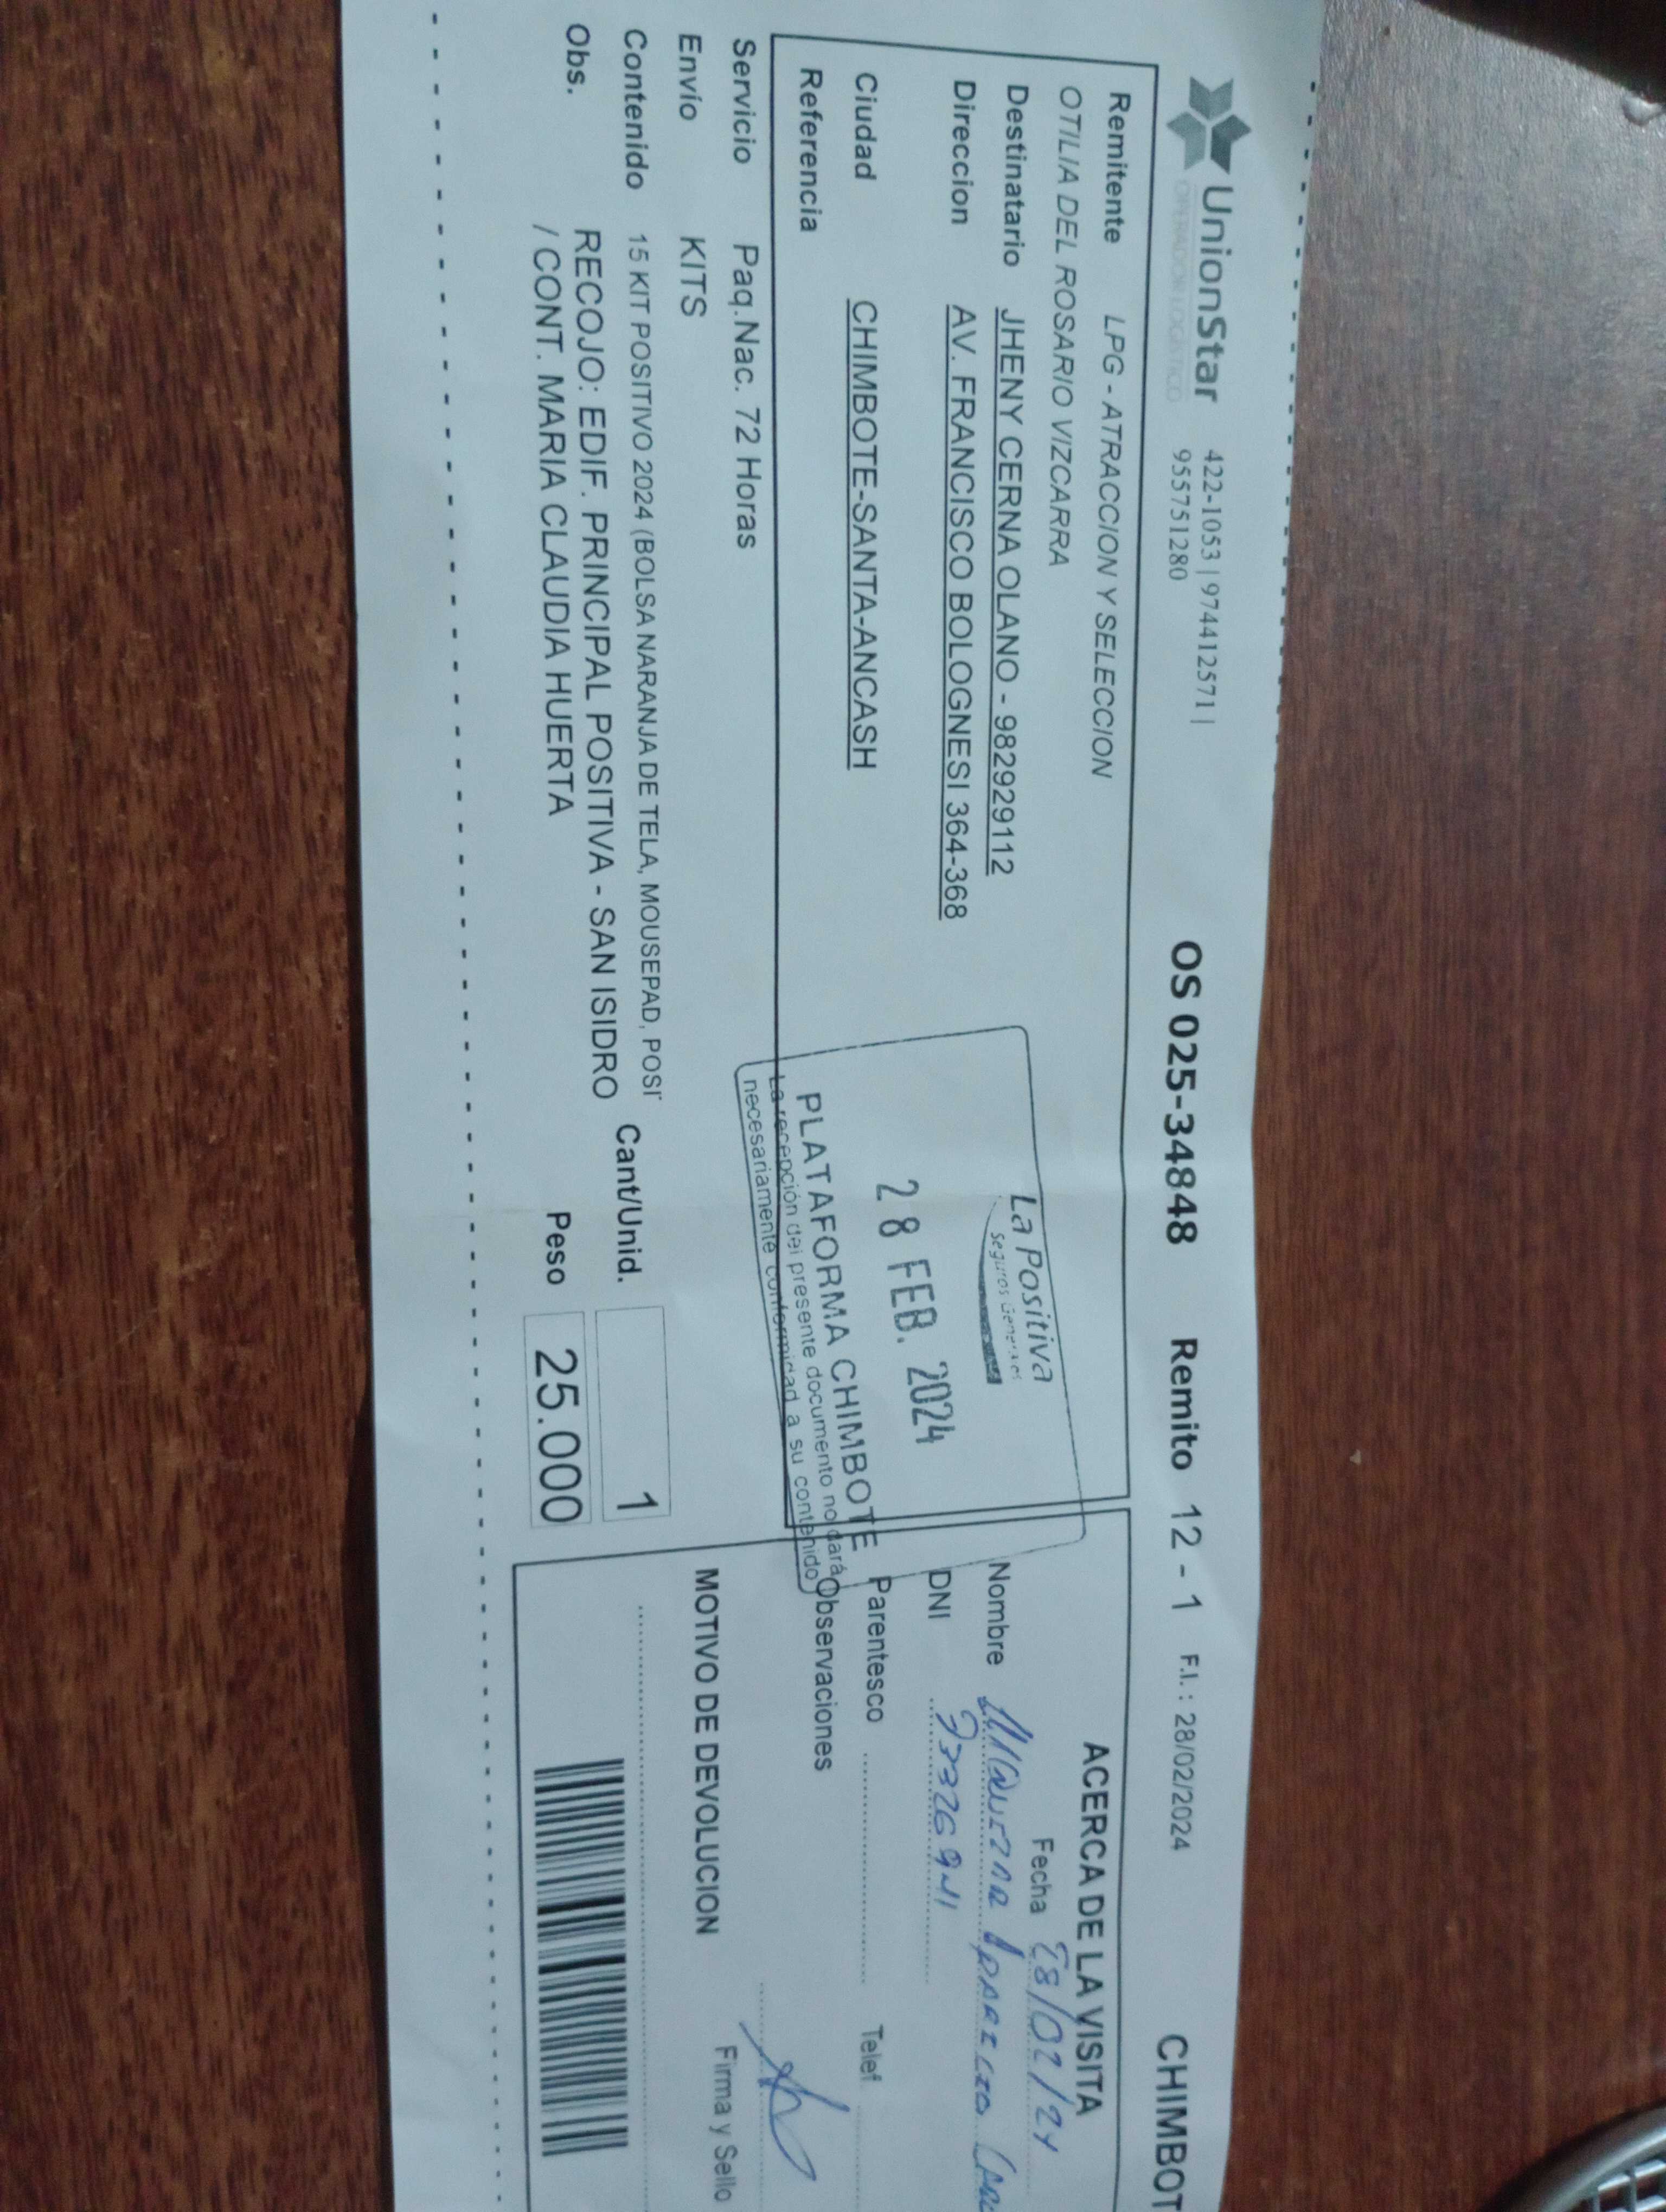 UnionStar
OPERADOR LOGISTICO
422-1053 | 974412571 |
955751280
OS 025-34848 Remito 12 - 1 F.I. : 28/02/2024 CHIMBOT
Remitente LPG - ATRACCION Y SELECCION
OTILIA DEL ROSARIO VIZCARRA
Destinatario JHENY CERNA OLANO - 982929112
Direccion AV. FRANCISCO BOLOGNESI 364-368
Ciudad CHIMBOTE-SANTA-ANCASH
Referencia
Servicio Paq.Nac. 72 Horas
Envío KITS
Contenido 15 KIT POSITIVO 2024 (BOLSA NARANJA DE TELA, MOUSEPAD, POSI
Obs. RECOJO: EDIF. PRINCIPAL POSITIVA - SAN ISIDRO
/ CONT. MARIA CLAUDIA HUERTA
Cant/Unid. 1
Peso 25.000
La Positiva
Seguros Generales
28 FEB. 2024
PLATAFORMA CHIMBOTE
La recepción del presente documento no dará
necesariamente conformidad a su contenido
ACERCA DE LA VISITA
Fecha 28/02/24
Nombre
DNI
Parentesco Telef
Observaciones
MOTIVO DE DEVOLUCION
Firma y Sello